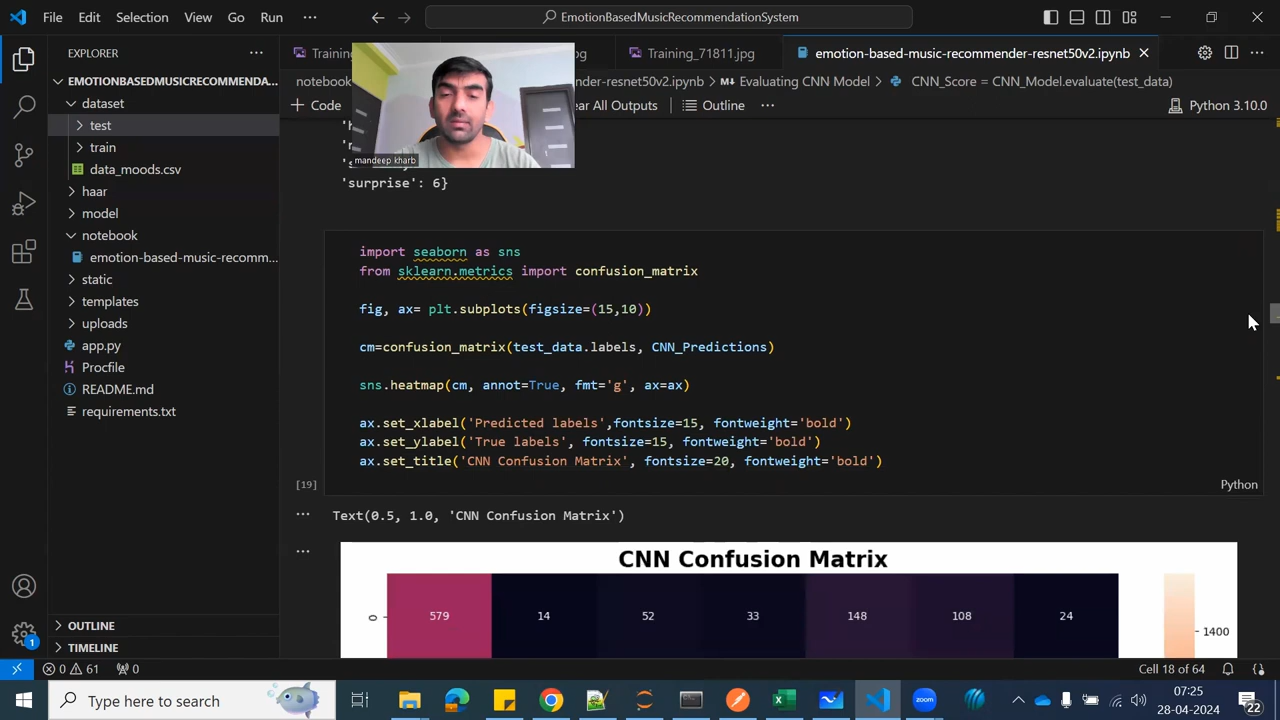 File Edit Selection View Go Run ···
EmotionBasedMusicRecommendationSystem
EXPLORER
EMOTIONBASEDMUSICRECOMMENDA...
dataset
test
train
data_moods.csv
haar
model
notebook
emotion-based-music-recomm...
static
templates
uploads
app.py
Procfile
README.md
requirements.txt
OUTLINE
TIMELINE
Training_71811.jpg
emotion-based-music-recommender-resnet50v2.ipynb
Evaluating CNN Model
CNN_Score = CNN_Model.evaluate(test_data)
Code
Outline
Python 3.10.0
mandeep kharb
'surprise': 6}
import seaborn as sns
from sklearn.metrics import confusion_matrix
fig, ax= plt.subplots(figsize=(15,10))
cm=confusion_matrix(test_data.labels, CNN_Predictions)
sns.heatmap(cm, annot=True, fmt='g', ax=ax)
ax.set_xlabel('Predicted labels',fontsize=15, fontweight='bold')
ax.set_ylabel('True labels', fontsize=15, fontweight='bold')
ax.set_title('CNN Confusion Matrix', fontsize=20, fontweight='bold')
[19]
Python
Text(0.5, 1.0, 'CNN Confusion Matrix')
CNN Confusion Matrix
0 579 14 52 33 148 108 24
1400
0 61 0
Cell 18 of 64
Type here to search
zoom
07:25
28-04-2024
22